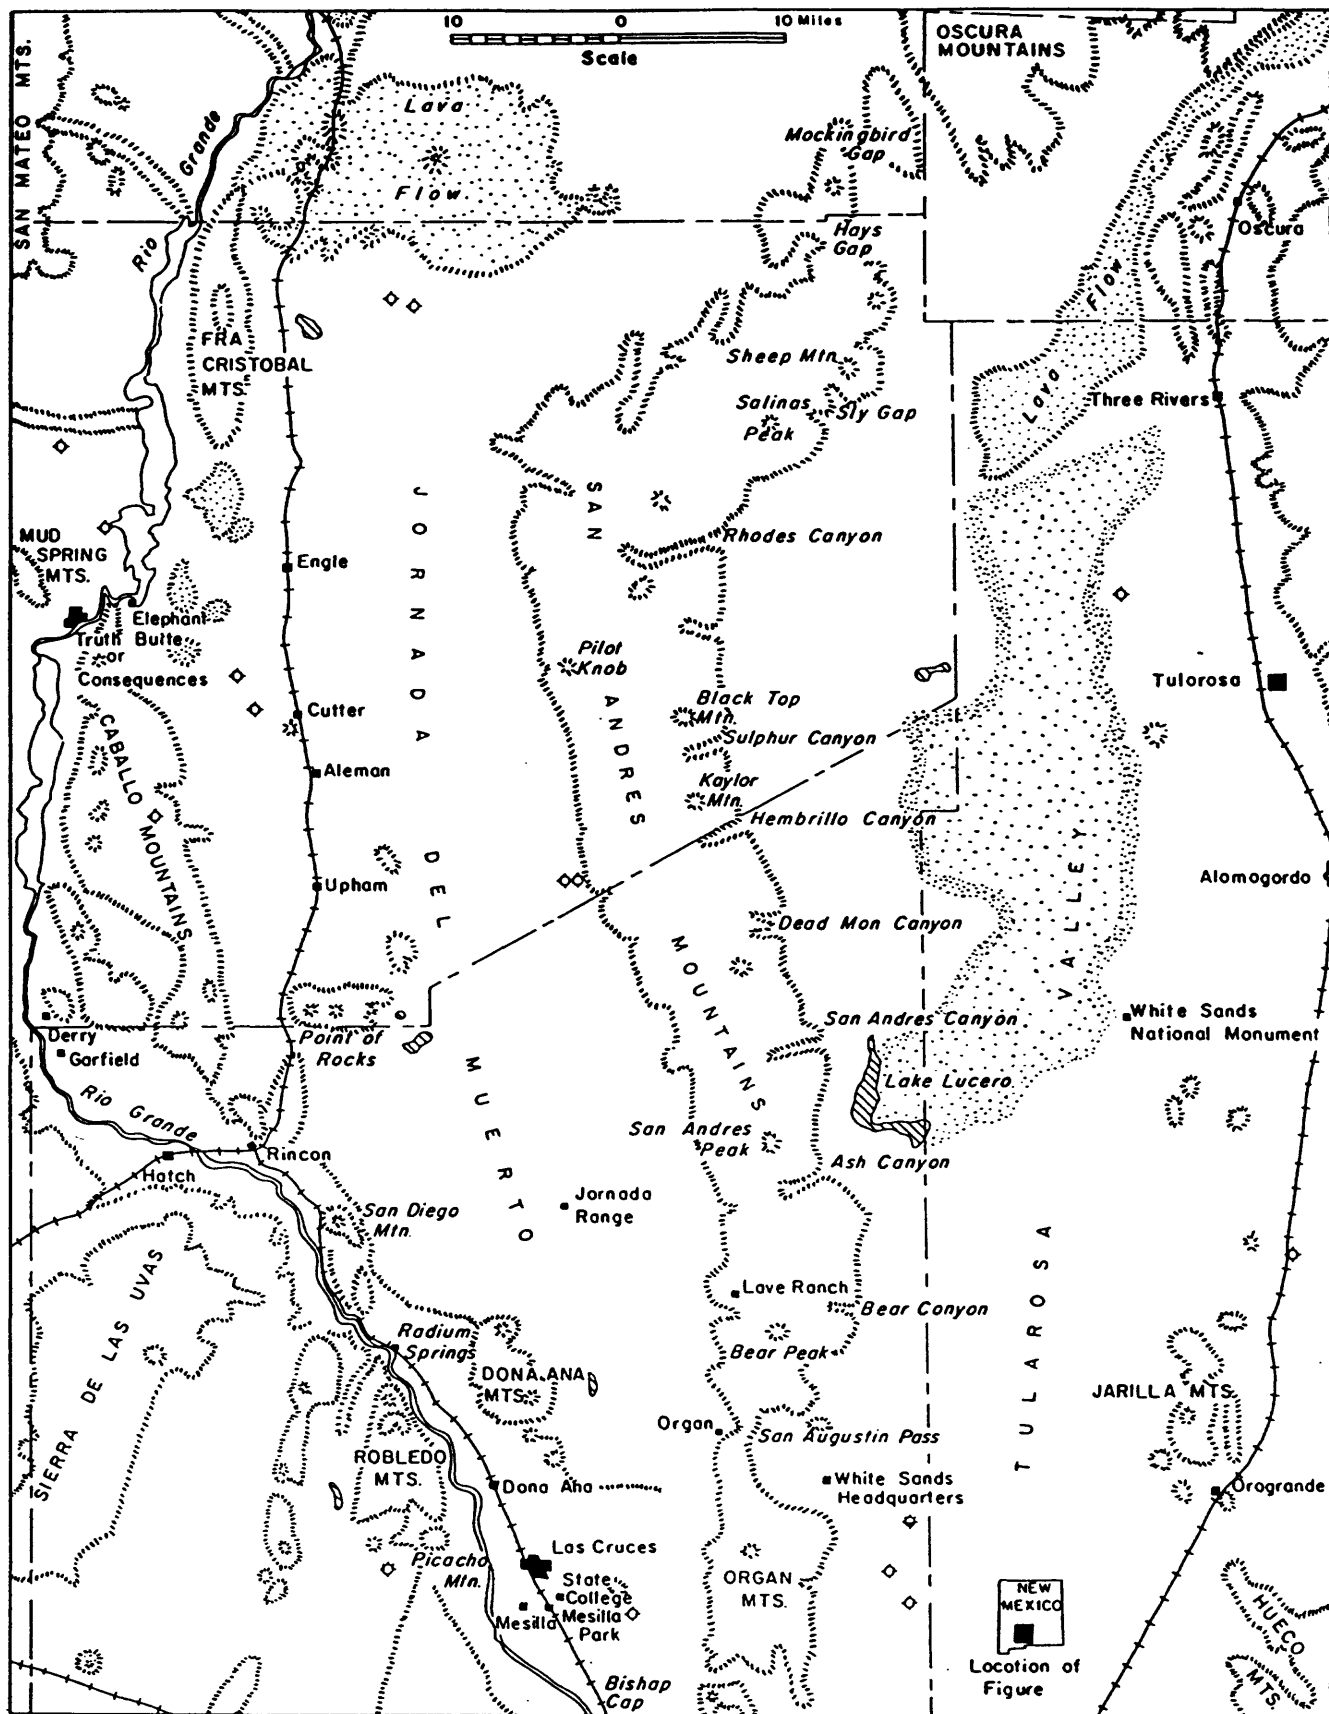 10 0 10 Miles
Scale
SAN MATEO MTS.
Rio Grande
Lava
Flow
OSCURA
MOUNTAINS
Mockingbird
Gap
Hays
Gap
Oscura
Rio
Lava Flow
FRA
CRISTOBAL
MTS.
Sheep Mtn.
Salinas
Peak
Sly Gap
Three Rivers
JORNADA DEL MUERTO
SAN ANDRES MOUNTAINS
Rhodes Canyon
MUD
SPRING
MTS.
Engle
Elephant
Butte
Truth
or
Consequences
Pilot
Knob
Tulorosa
Black Top
Mtn.
Cutter
Sulphur Canyon
CABALLO MOUNTAINS
Aleman
Kaylor
Mtn.
Hembrillo Canyon
TULAROSA VALLEY
Upham
Alomogordo
Dead Mon Canyon
Derry
Garfield
Point of
Rocks
San Andres Canyon
White Sands
National Monument
Lake Lucero
Rio Grande
San Andres
Peak
Ash Canyon
Rincon
Hatch
San Diego
Mtn.
Jornada
Range
SIERRA DE LAS UVAS
Lave Ranch
Bear Canyon
Radium
Springs
Bear Peak
DONA ANA
MTS.
JARILLA MTS.
Organ
San Augustin Pass
ROBLEDO
MTS.
Dona Aha
White Sands
Headquarters
Orogrande
Picacho
Mtn.
Las Cruces
State
College
Mesilla
Mesilla
Park
ORGAN
MTS.
NEW
MEXICO
Locotion of
Figure
HUECO
MTS.
Bishap
Cap